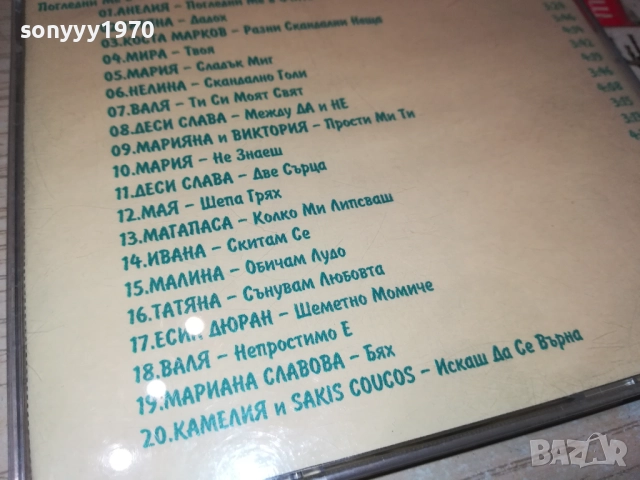 sonyyy1970
01.АНЕЛИЯ – Погледни Ме В
– Далох
03.КОСТА МАРКОВ – Разни Скандални Неща
04.МИРА – Твоя
05.МАРИЯ – Сладък Миг
06.НЕЛИНА – Скандално Голи
07.ВАЛЯ – Ти Си Моят Свят
08.ДЕСИ СЛАВА – Между ДА и НЕ
09.МАРИЯНА и ВИКТОРИЯ – Прости Ми Ти
10.МАРИЯ – Не Знаеш
11.ДЕСИ СЛАВА – Две Сърца
12.МАЯ – Шепа Грях
13.МАГАПАСА – Колко Ми Липсваш
14.ИВАНА – Скитам Се
15.МАЛИНА – Обичам Лудо
16.ТАТЯНА – Сънувам Любовта
17.ЕСИН ДЮРАН – Шеметно Момиче
18.ВАЛЯ – Непростимо Е
19.МАРИАНА СЛАВОВА – Бях
20.КАМЕЛИЯ и SAKIS COUCOS – Искаш Да Се Върна
BAZAR